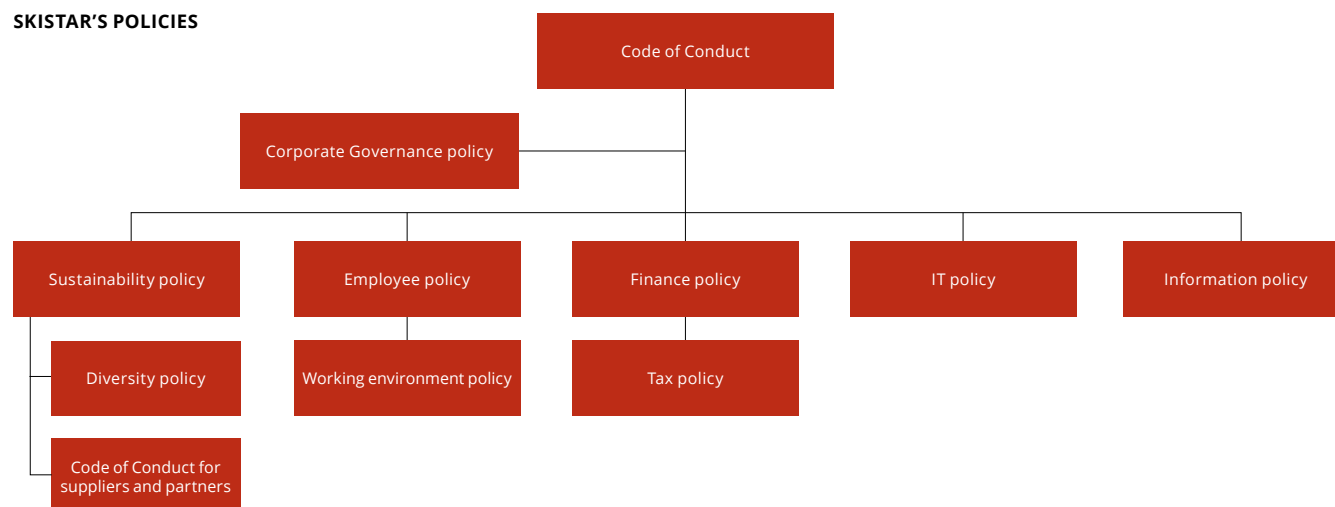 SKISTAR'S POLICIES
Code of Conduct
Corporate Governance policy
Sustainability policy
Employee policy
Finance policy
IT policy
Information policy
Diversity policy
Working environment policy
Tax policy
Code of Conduct for
suppliers and partners